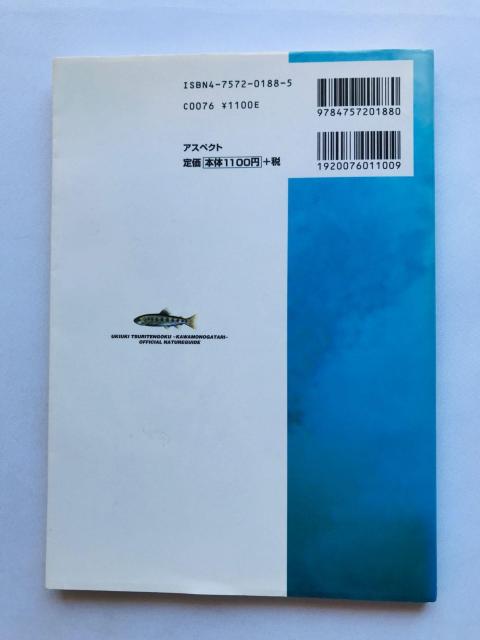 ISBN4-7572-0188-5
C0076 ¥1100E
9784757201880
アスペクト
定価 本体1100円 +税
1920076011009
UKIUKI TSURITENGOKU -KAWAMONOGATARI-
OFFICIAL NATUREGUIDE